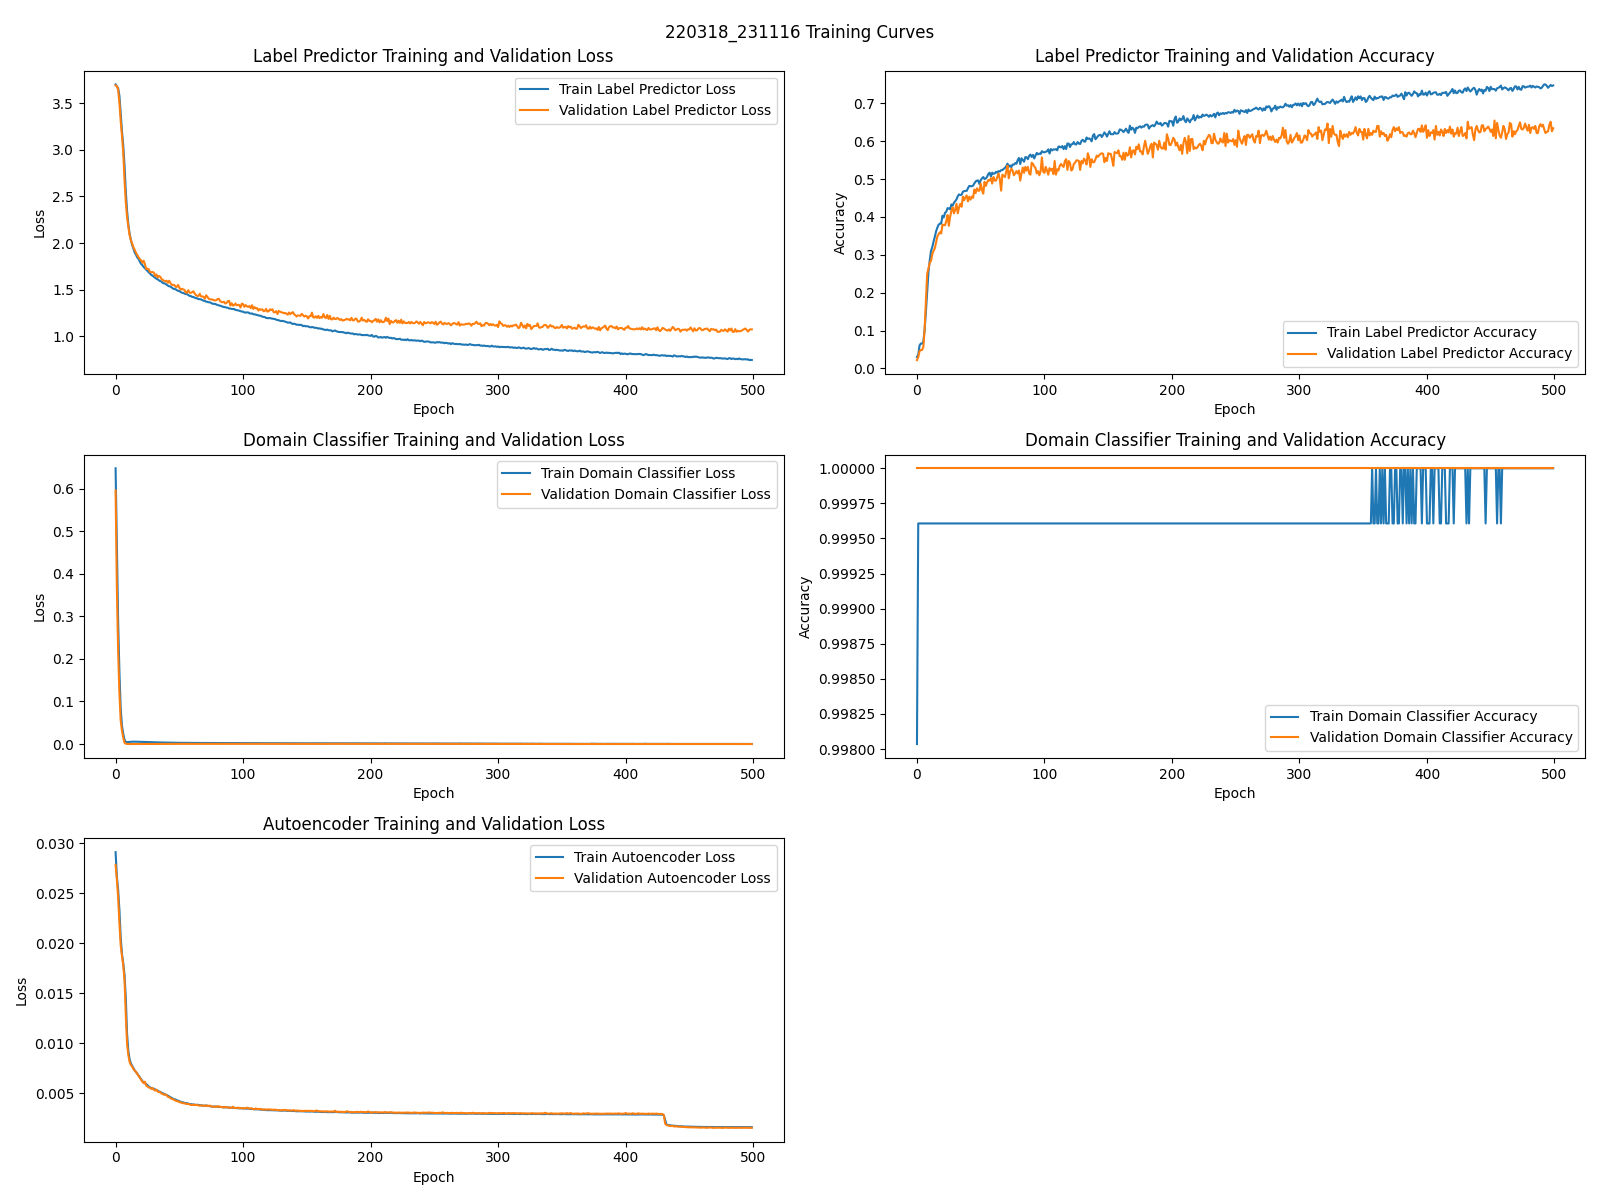 220318_231116 Training Curves
Label Predictor Training and Validation Loss
Train Label Predictor Loss
Validation Label Predictor Loss
3.5
3.0
2.5
2.0
1.5
1.0
Loss
0 100 200 300 400 500
Epoch
Label Predictor Training and Validation Accuracy
0.7
0.6
0.5
0.4
0.3
0.2
0.1
0.0
Accuracy
Train Label Predictor Accuracy
Validation Label Predictor Accuracy
0 100 200 300 400 500
Epoch
Domain Classifier Training and Validation Loss
Train Domain Classifier Loss
Validation Domain Classifier Loss
0.6
0.5
0.4
0.3
0.2
0.1
0.0
Loss
0 100 200 300 400 500
Epoch
Domain Classifier Training and Validation Accuracy
1.00000
0.99975
0.99950
0.99925
0.99900
0.99875
0.99850
0.99825
0.99800
Accuracy
Train Domain Classifier Accuracy
Validation Domain Classifier Accuracy
0 100 200 300 400 500
Epoch
Autoencoder Training and Validation Loss
Train Autoencoder Loss
Validation Autoencoder Loss
0.030
0.025
0.020
0.015
0.010
0.005
Loss
0 100 200 300 400 500
Epoch